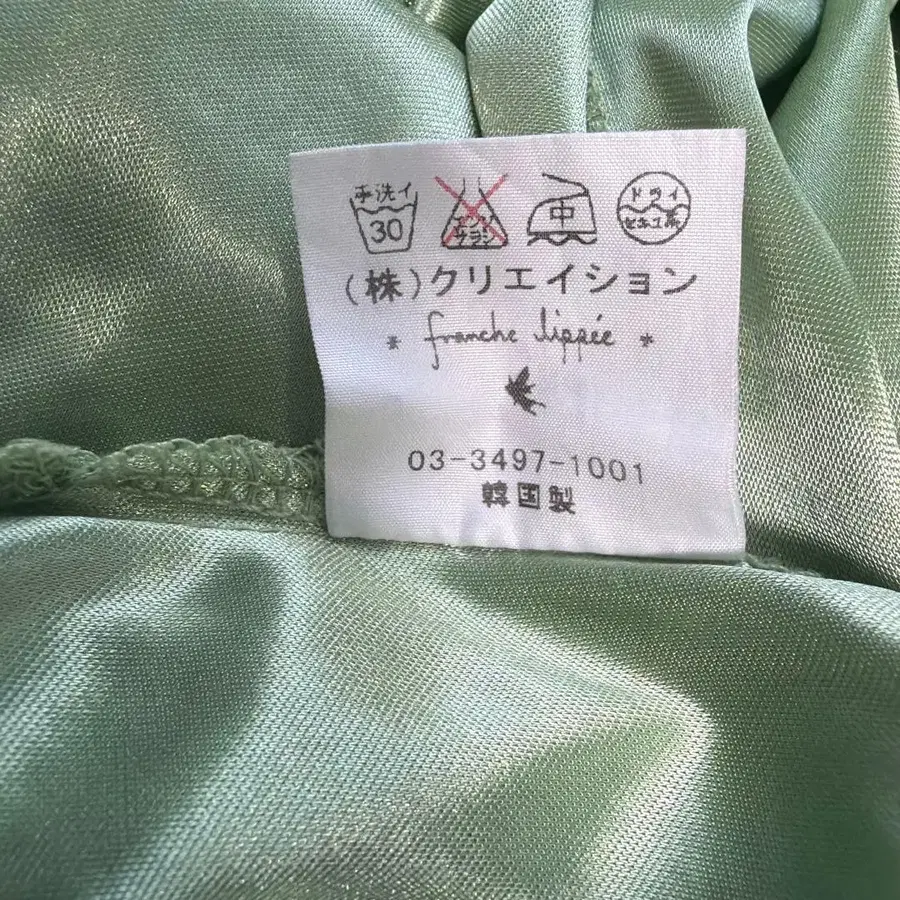 手洗イ
30
エンソ
サラシ
中
ドライ
セキユ系
(株)クリエイション
* franche lippée *
03-3497-1001
韓国製